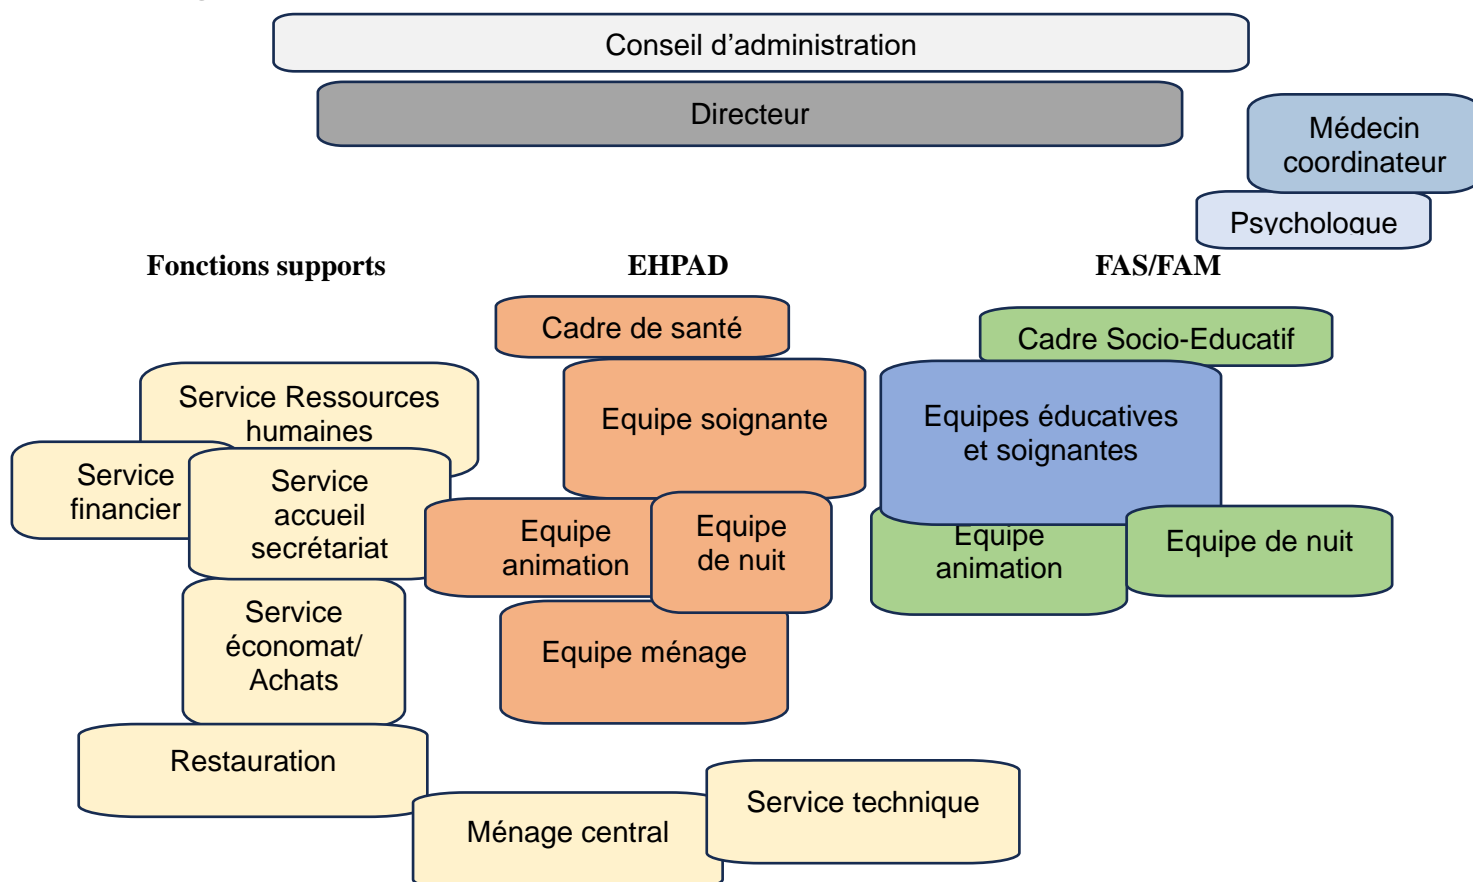 Conseil d’administration
Directeur
Médecin
coordinateur
Psychologue
Fonctions supports
EHPAD
FAS/FAM
Cadre de santé
Cadre Socio-Educatif
Service Ressources
humaines
Equipe soignante
Equipes éducatives
et soignantes
Service
financier
Service
accueil
secrétariat
Equipe
animation
Equipe
de nuit
Equipe
animation
Equipe de nuit
Service
économat/
Achats
Equipe ménage
Restauration
Ménage central
Service technique